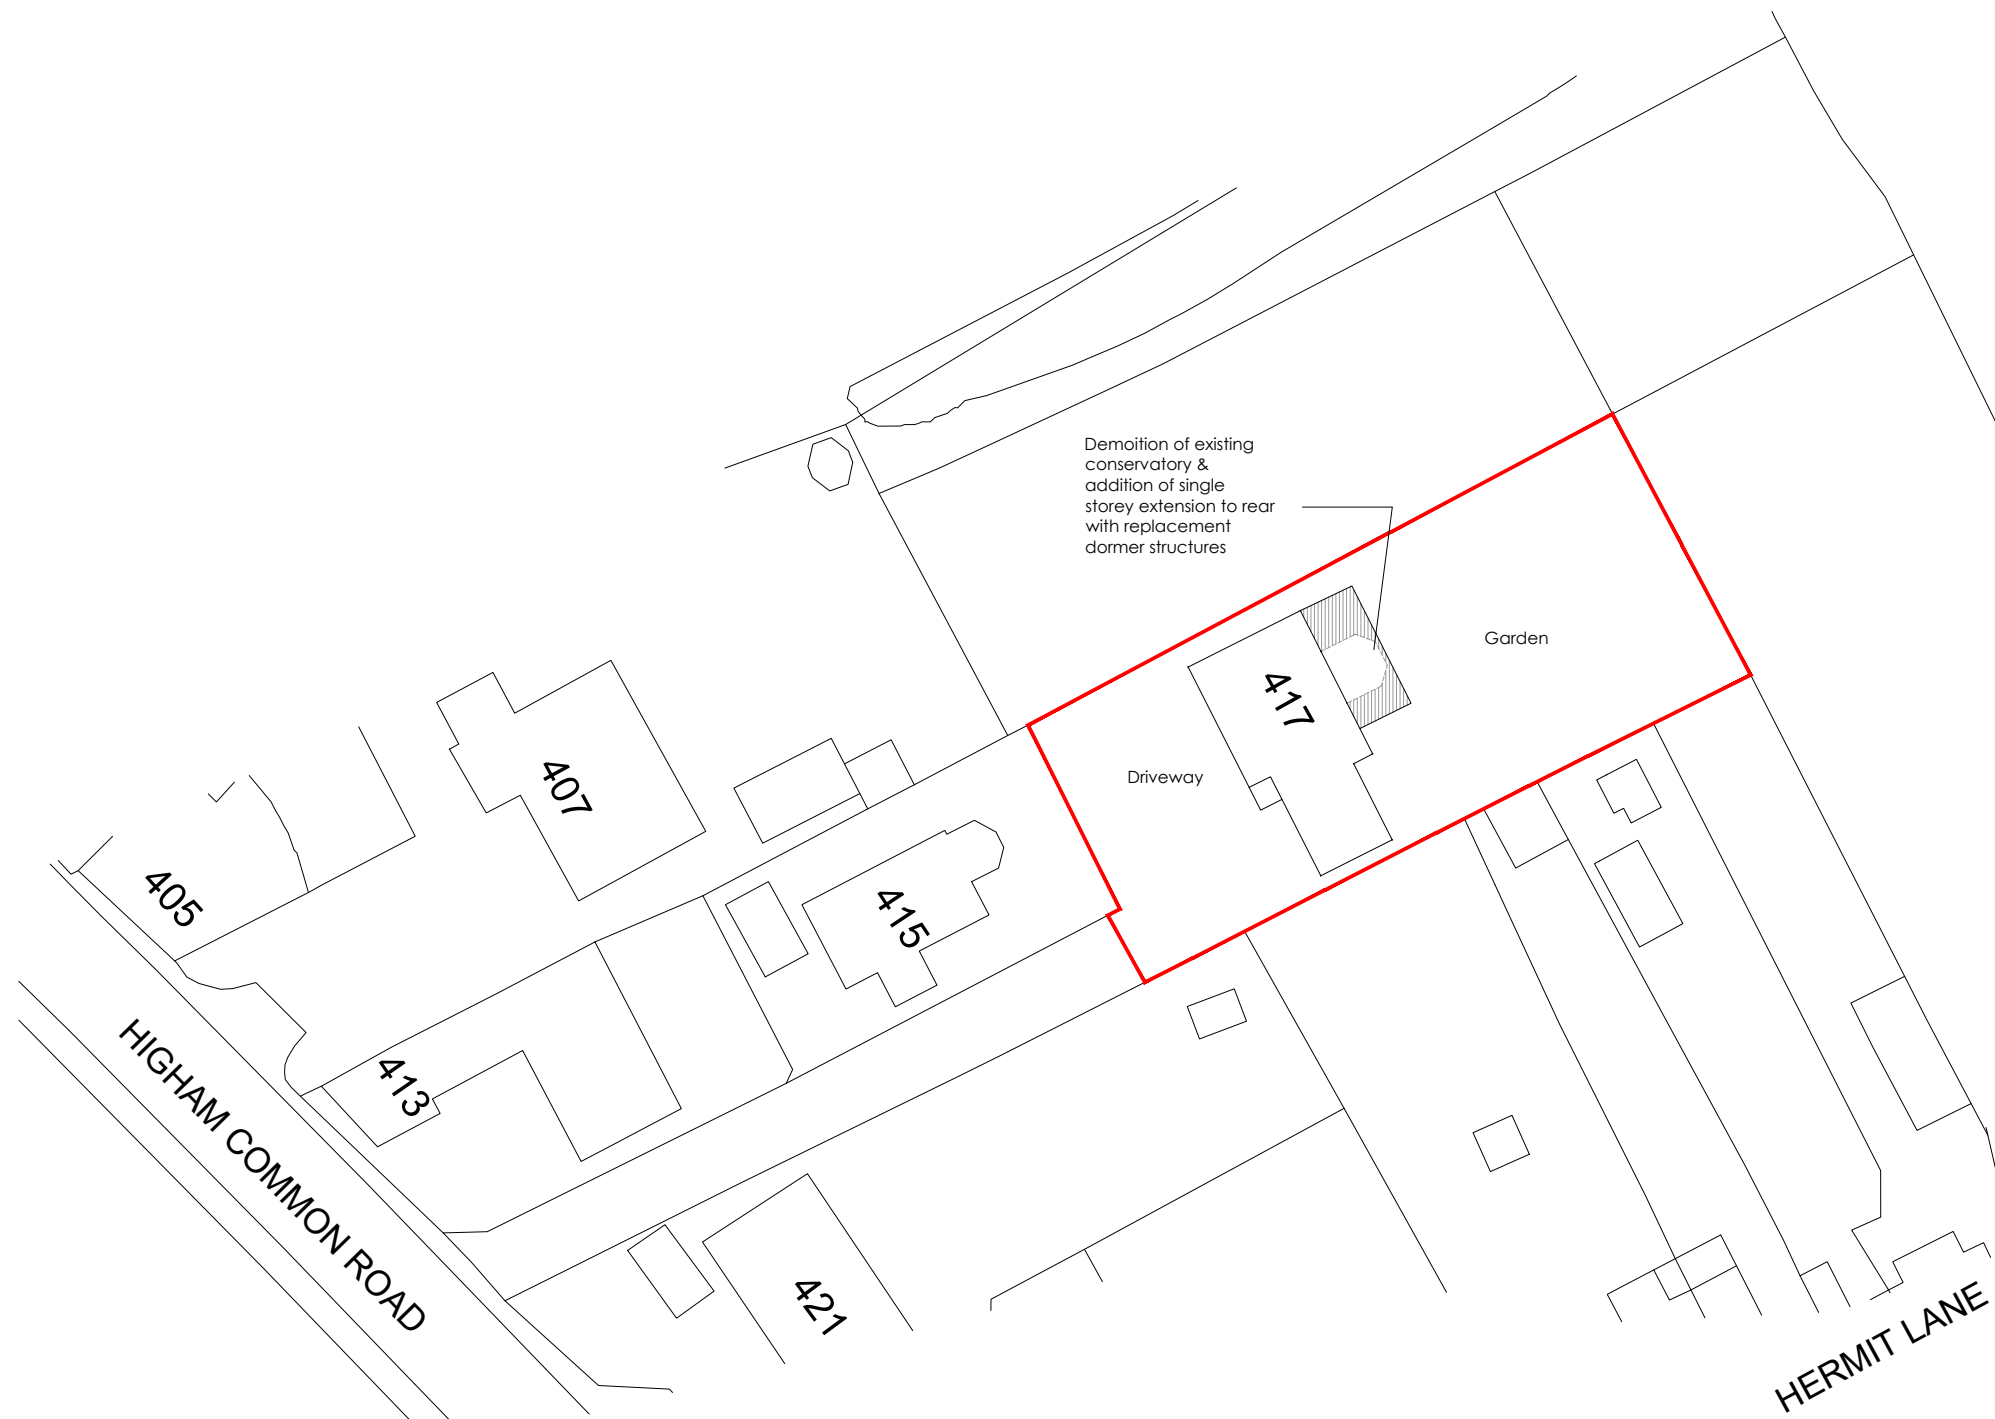 Demoition of existing
conservatory &
addition of single
storey extension to rear
with replacement
dormer structures
Garden
417
Driveway
407
405
415
413
HIGHAM COMMON ROAD
421
HERMIT LANE